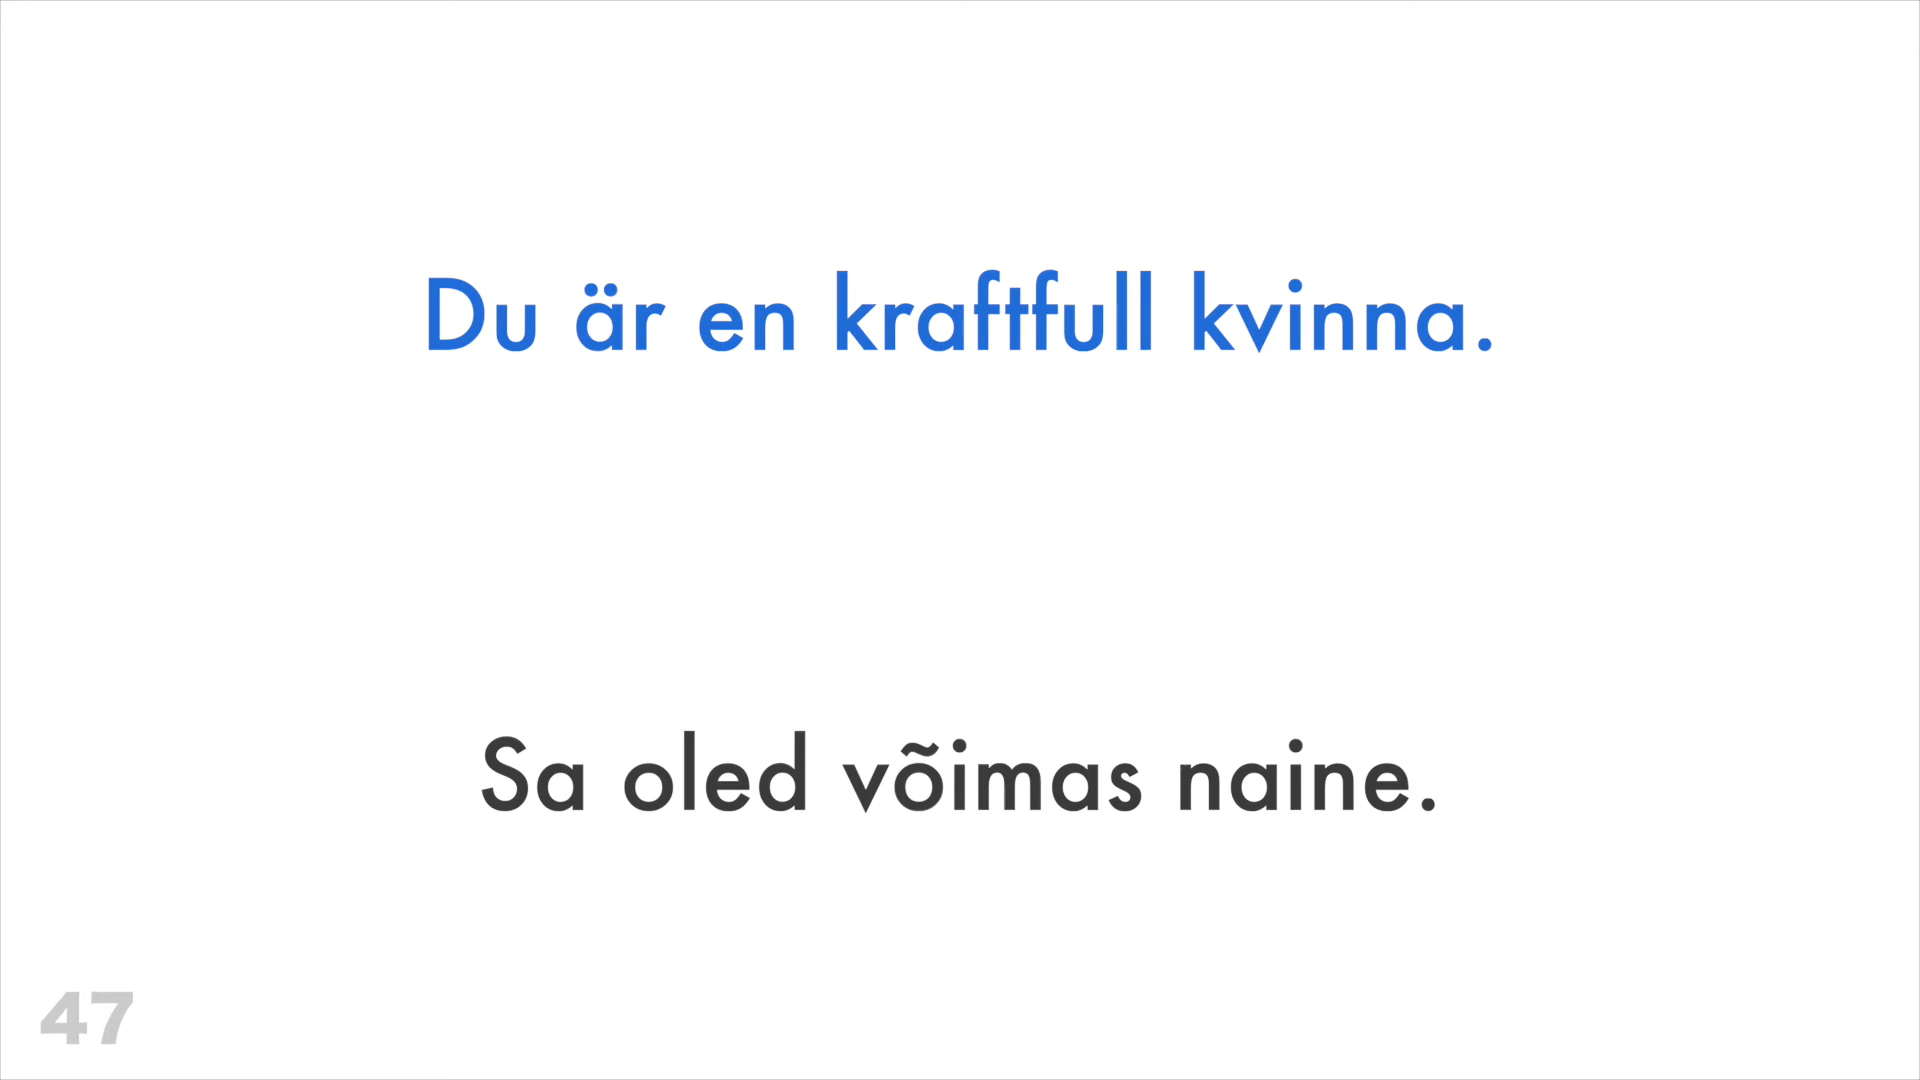 Du är en kraftfull kvinna.
Sa oled võimas naine.
47